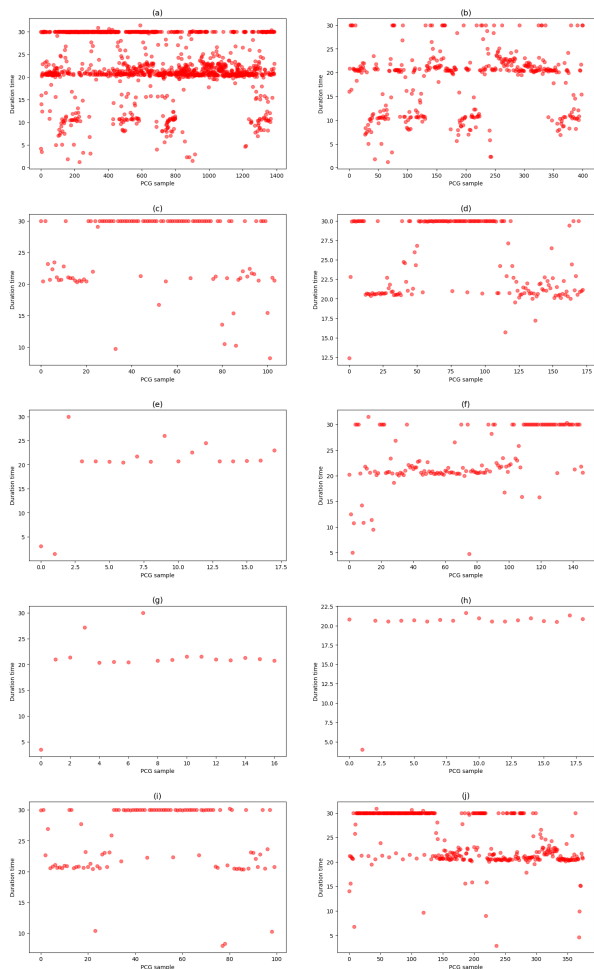 (a)
Duration time
30
25
20
15
10
5
0
0 200 400 600 800 1000 1200 1400
PCG sample
(b)
Duration time
30
25
20
15
10
5
0
0 50 100 150 200 250 300 350 400
PCG sample
(c)
Duration time
30
25
20
15
10
0 20 40 60 80 100
PCG sample
(d)
Duration time
30.0
27.5
25.0
22.5
20.0
17.5
15.0
12.5
0 25 50 75 100 125 150 175
PCG sample
(e)
Duration time
30
25
20
15
10
5
0.0 2.5 5.0 7.5 10.0 12.5 15.0 17.5
PCG sample
(f)
Duration time
30
25
20
15
10
5
0 20 40 60 80 100 120 140
PCG sample
(g)
Duration time
30
25
20
15
10
5
0 2 4 6 8 10 12 14 16
PCG sample
(h)
Duration time
22.5
20.0
17.5
15.0
12.5
10.0
7.5
5.0
0.0 2.5 5.0 7.5 10.0 12.5 15.0 17.5
PCG sample
(i)
Duration time
30
25
20
15
10
0 20 40 60 80 100
PCG sample
(j)
Duration time
30
25
20
15
10
5
0 50 100 150 200 250 300 350
PCG sample